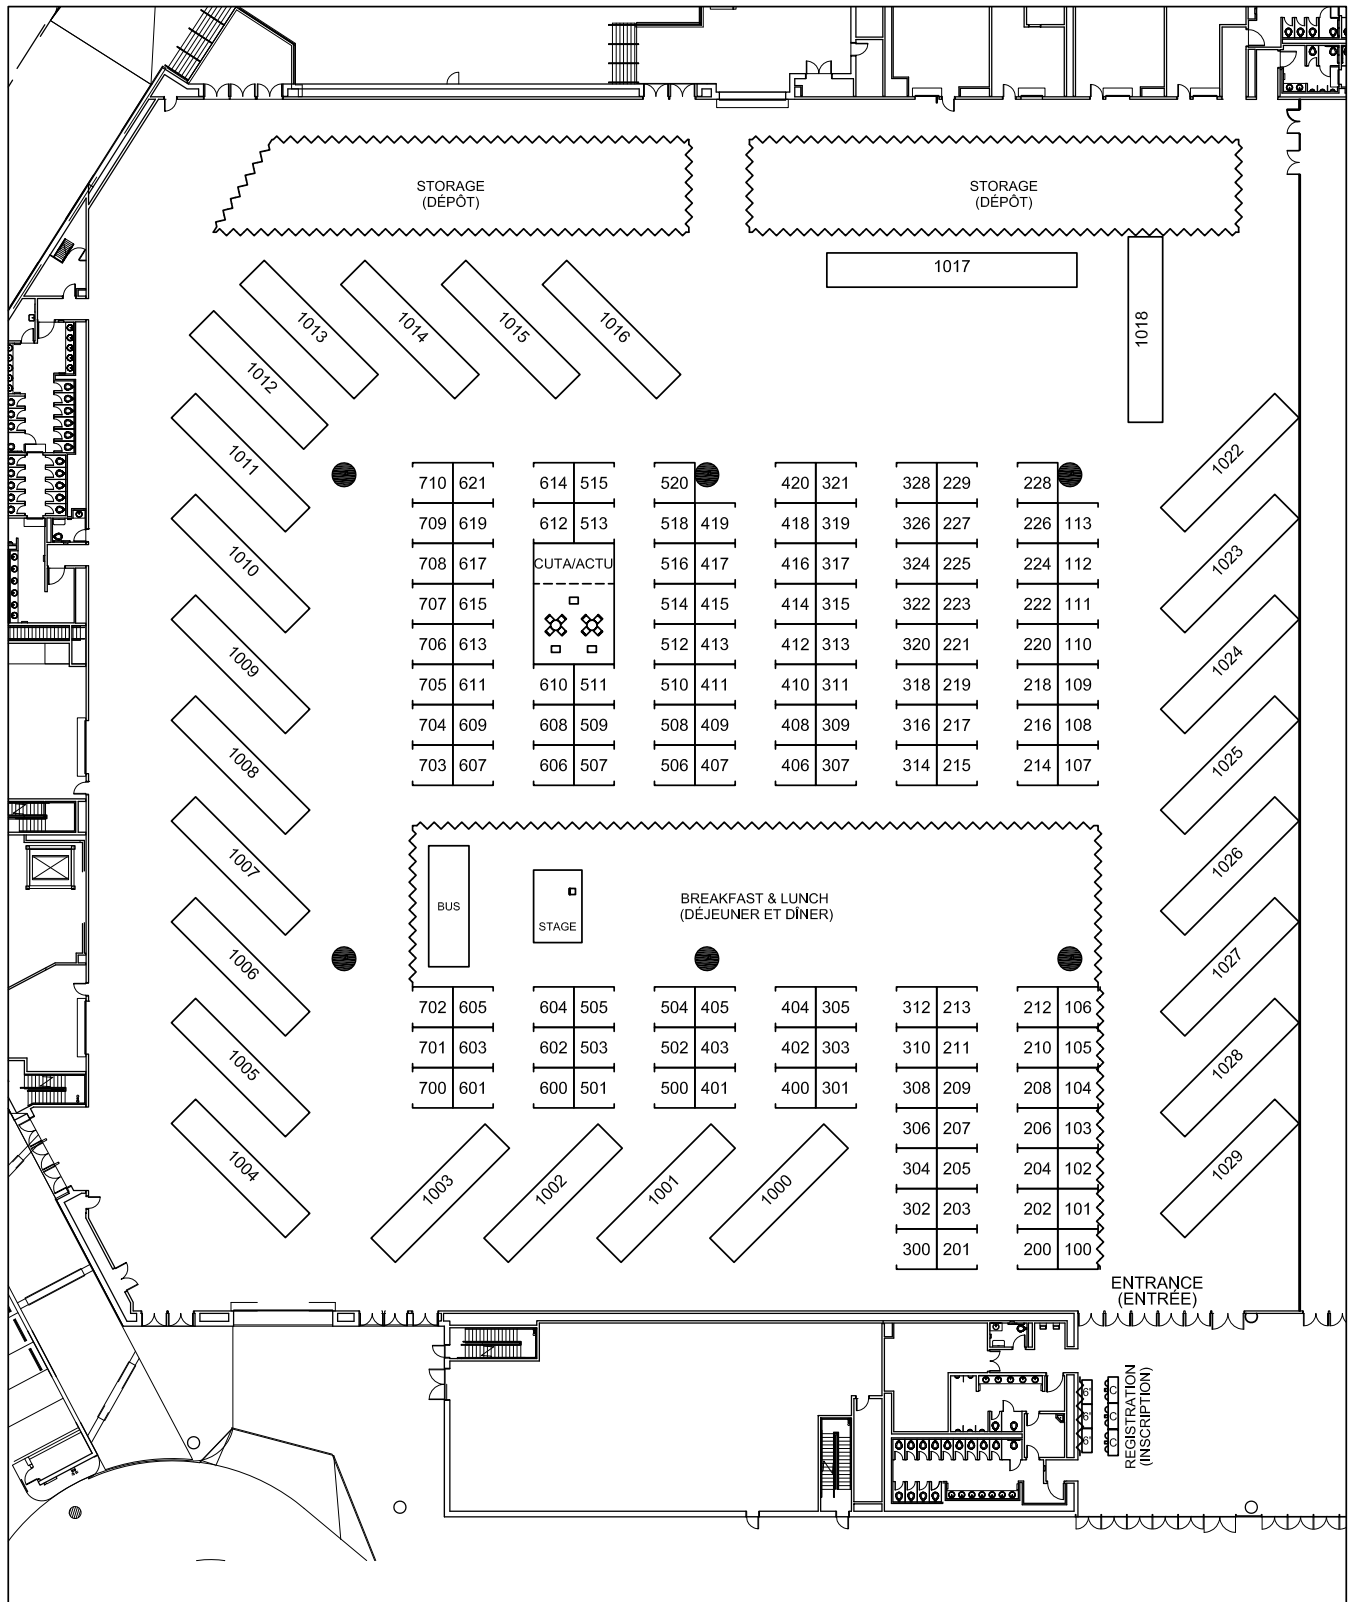 STORAGE
(DÉPÔT)
STORAGE
(DÉPÔT)
1017
1018
1013
1014
1015
1016
1012
1011
1010
1009
1008
1007
1006
1005
1004
1022
1023
1024
1025
1026
1027
1028
1029
710 621 614 515 520 420 321 328 229 228
709 619 612 513 518 419 418 319 326 227 226 113
708 617 CUTA/ACTU 516 417 416 317 324 225 224 112
707 615 514 415 414 315 322 223 222 111
706 613 512 413 412 313 320 221 220 110
705 611 610 511 510 411 410 311 318 219 218 109
704 609 608 509 508 409 408 309 316 217 216 108
703 607 606 507 506 407 406 307 314 215 214 107
BREAKFAST & LUNCH
(DÉJEUNER ET DÎNER)
BUS
STAGE
702 605 604 505 504 405 404 305 312 213 212 106
701 603 602 503 502 403 402 303 310 211 210 105
700 601 600 501 500 401 400 301 308 209 208 104
306 207 206 103
304 205 204 102
302 203 202 101
300 201 200 100
1003
1002
1001
1000
ENTRANCE
(ENTRÉE)
REGISTRATION
(INSCRIPTION)